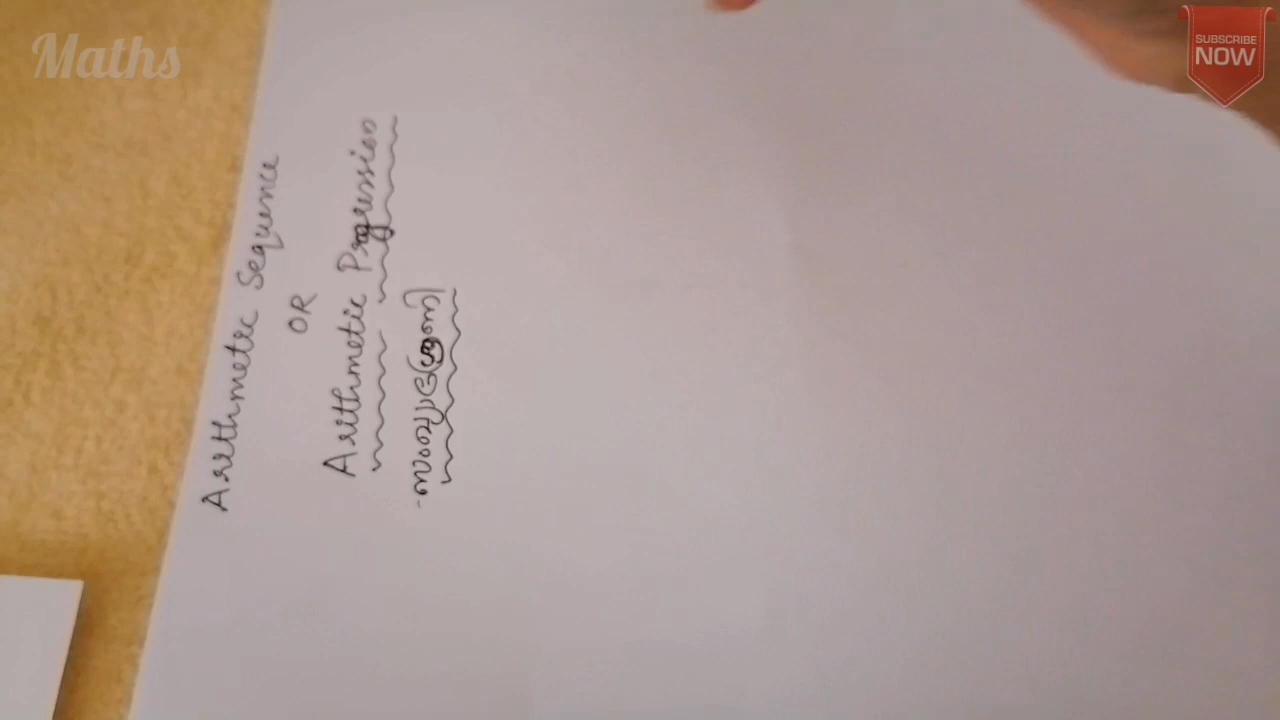 Maths
SUBSCRIBE
NOW
Arithmetic Sequence
OR
Arithmetic Progression